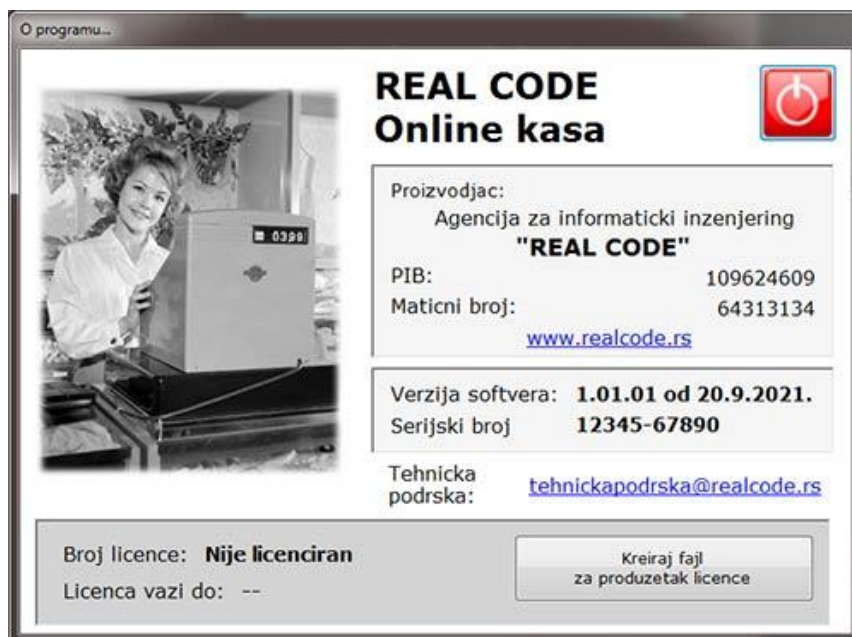 O programu...
REAL CODE
Online kasa
0399
Proizvodjac:
Agencija za informaticki inzenjering
"REAL CODE"
PIB: 109624609
Maticni broj: 64313134
www.realcode.rs
Verzija softvera: 1.01.01 od 20.9.2021.
Serijski broj 12345-67890
Tehnicka
podrska: tehnickapodrska@realcode.rs
Broj licence: Nije licenciran
Licenca vazi do: --
Kreiraj fajl
za produzetak licence